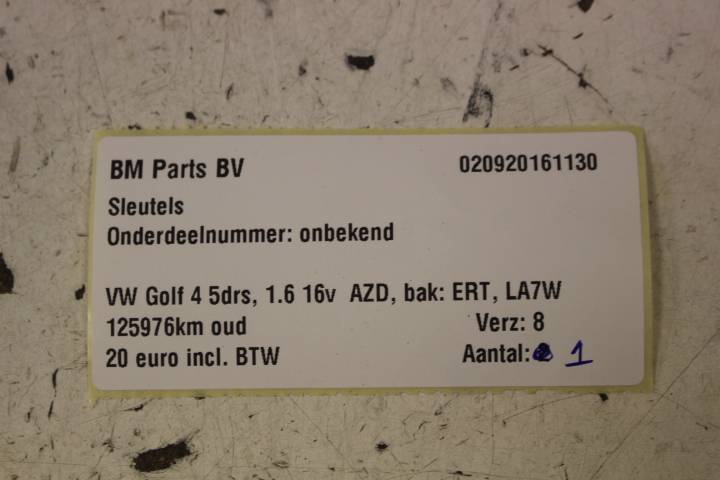 BM Parts BV 020920161130
Sleutels
Onderdeelnummer: onbekend
VW Golf 4 5drs, 1.6 16v AZD, bak: ERT, LA7W
125976km oud Verz: 8
20 euro incl. BTW Aantal: 1